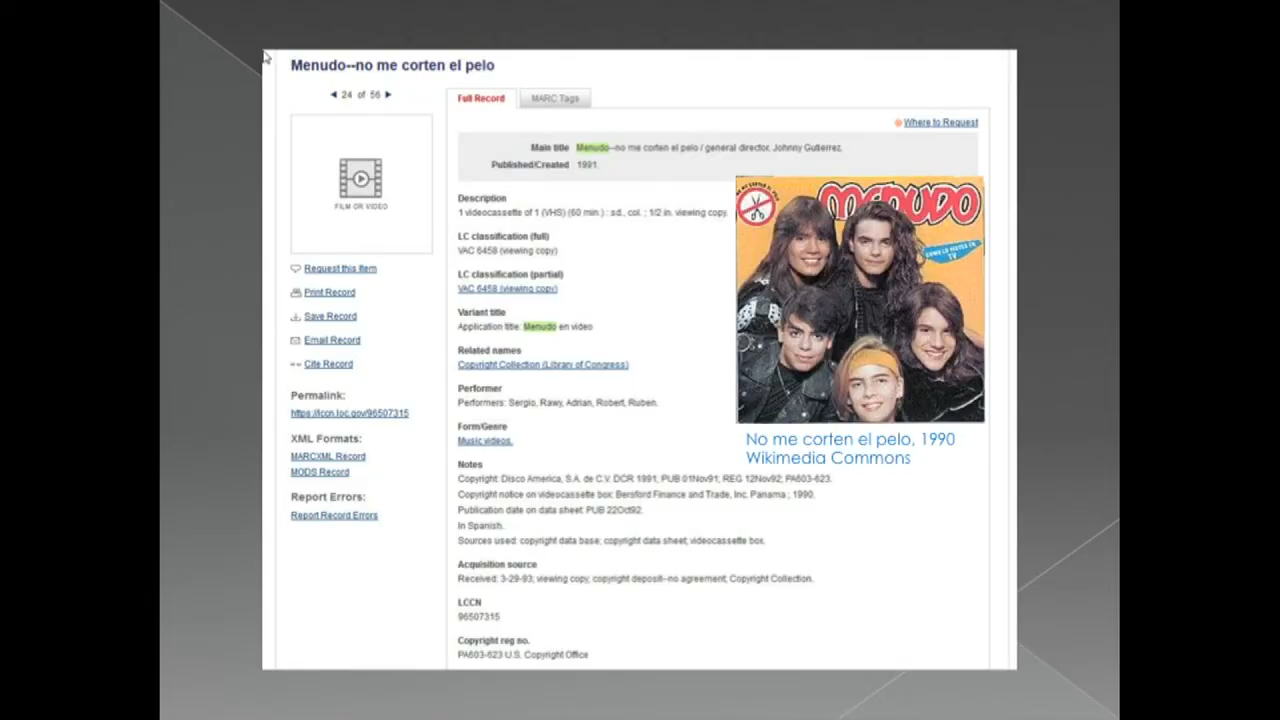 Menudo--no me corten el pelo
24 of 56
Full Record
MARC Tags
Where to Request
Main title Menudo--no me corten el pelo / general director, Johnny Gutierrez.
Published/Created 1991.
FILM OR VIDEO
Request this Item
Print Record
Save Record
Email Record
Cite Record
Permalink:
https://lccn.loc.gov/96507315
XML Formats:
MARCXML Record
MODS Record
Report Errors:
Report Record Errors
Description
1 videocassette of 1 (VHS) (60 min.) : sd., col. ; 1/2 in. viewing copy.
LC classification (full)
VAC 6458 (viewing copy)
LC classification (partial)
VAC 6458 (viewing copy)
Variant title
Application title: Menudo en video
Related names
Copyright Collection (Library of Congress)
Performer
Performers: Sergio, Rawy, Adrian, Robert, Ruben.
Form/Genre
Music videos.
Notes
Copyright: Disco America, S.A. de C.V. DCR 1991; PUB 01Nov91; REG 12Nov92; PA603-623.
Copyright notice on videocassette box: Bersford Finance and Trade, Inc. Panama ; 1990.
Publication date on data sheet: PUB 22Oct92.
In Spanish.
Sources used: copyright data base; copyright data sheet; videocassette box.
Acquisition source
Received: 3-29-93; viewing copy; copyright deposit--no agreement; Copyright Collection.
LCCN
96507315
Copyright reg no.
PA603-623 U.S. Copyright Office
MENUDO
TV
No me corten el pelo, 1990
Wikimedia Commons